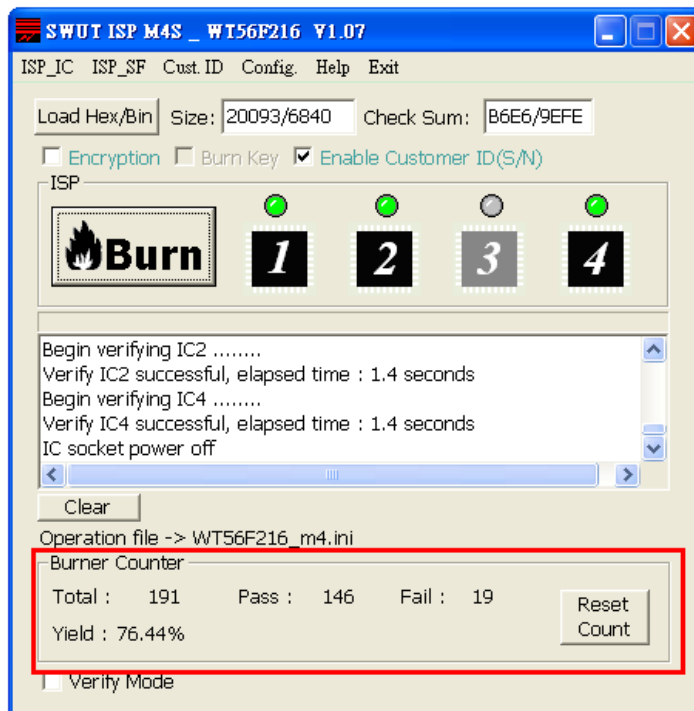 SWUT ISP M4S _ WT56F216 V1.07
ISP_IC ISP_SF Cust. ID Config. Help Exit
Load Hex/Bin Size: 20093/6840 Check Sum: B6E6/9EFE
Encryption Burn Key Enable Customer ID(S/N)
ISP
Burn 1 2 3 4
Begin verifying IC2 ........
Verify IC2 successful, elapsed time : 1.4 seconds
Begin verifying IC4 ........
Verify IC4 successful, elapsed time : 1.4 seconds
IC socket power off
Clear
Operation file -> WT56F216_m4.ini
Burner Counter
Total : 191 Pass : 146 Fail : 19
Reset Count
Yield : 76.44%
Verify Mode